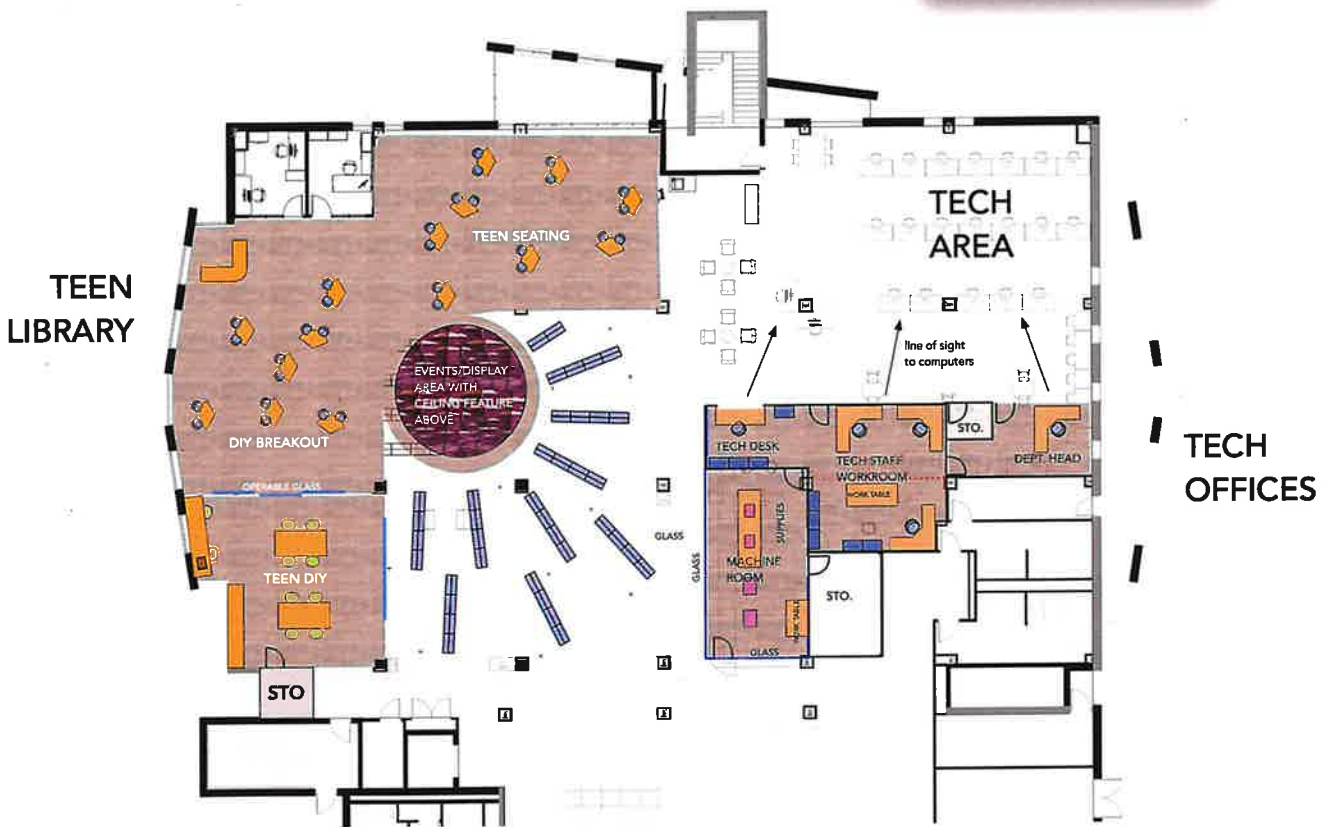 TEEN
LIBRARY
TEEN SEATING
TECH
AREA
line of sight
to computers
EVENTS/DISPLAY
AREA WITH
CEILING FEATURE
ABOVE
DIY BREAKOUT
OPERABLE GLASS
TEEN DIY
STO
TECH DESK
TECH STAFF
WORKROOM
WORK TABLE
STO.
DEPT. HEAD
TECH
OFFICES
GLASS
GLASS
SUPPLIES
MACHINE
ROOM
WORK TABLE
GLASS
STO.